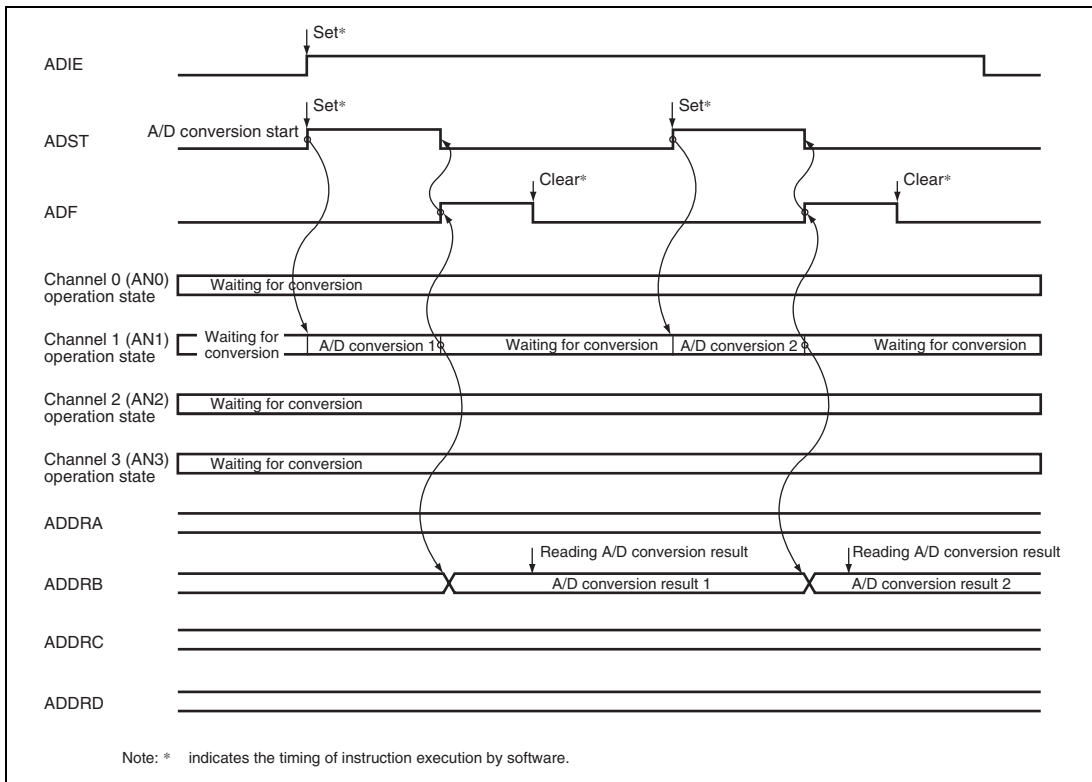 Set*
ADIE
Set*
Set*
A/D conversion start
ADST
Clear*
Clear*
ADF
Channel 0 (AN0)
operation state
Waiting for conversion
Channel 1 (AN1)
operation state
Waiting for
conversion
A/D conversion 1
Waiting for conversion
A/D conversion 2
Waiting for conversion
Channel 2 (AN2)
operation state
Waiting for conversion
Channel 3 (AN3)
operation state
Waiting for conversion
ADDRA
Reading A/D conversion result
Reading A/D conversion result
ADDRB
A/D conversion result 1
A/D conversion result 2
ADDRC
ADDRD
Note: * indicates the timing of instruction execution by software.